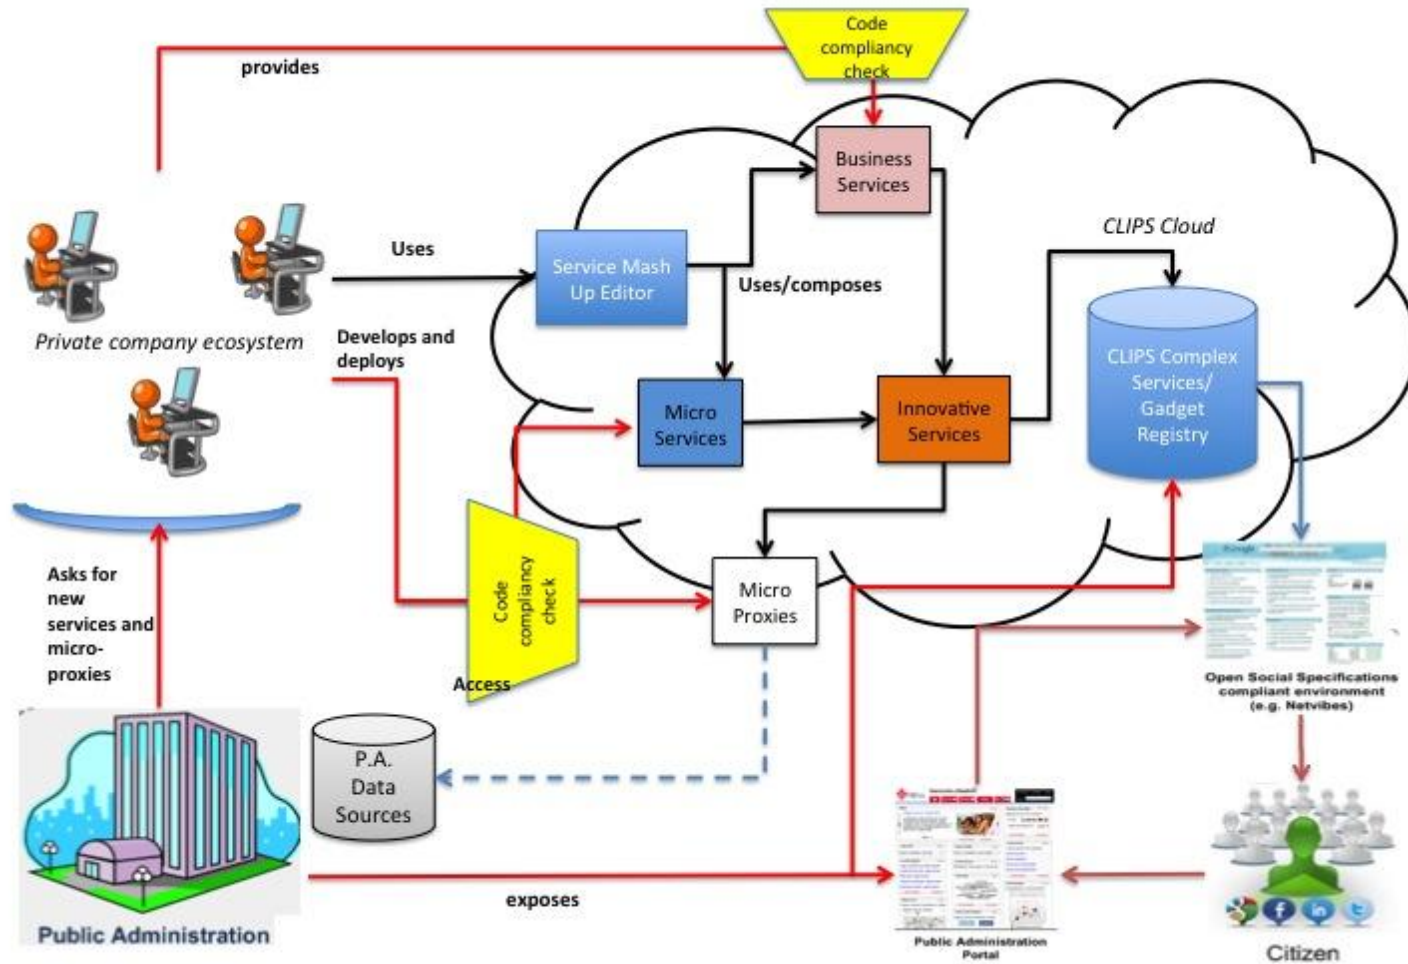 Code
compliancy
check
provides
Business
Services
CLIPS Cloud
Uses
Service Mash
Up Editor
Uses/composes
Private company ecosystem
Develops and
deploys
CLIPS Complex
Services/
Gadget
Registry
Micro
Services
Innovative
Services
Code
compliancy
check
Asks for
new
services and
micro-
proxies
Micro
Proxies
Access
Open Social Specifications
compliant environment
(e.g. Netvibes)
P.A.
Data
Sources
exposes
Public Administration
Public Administration
Portal
Citizen